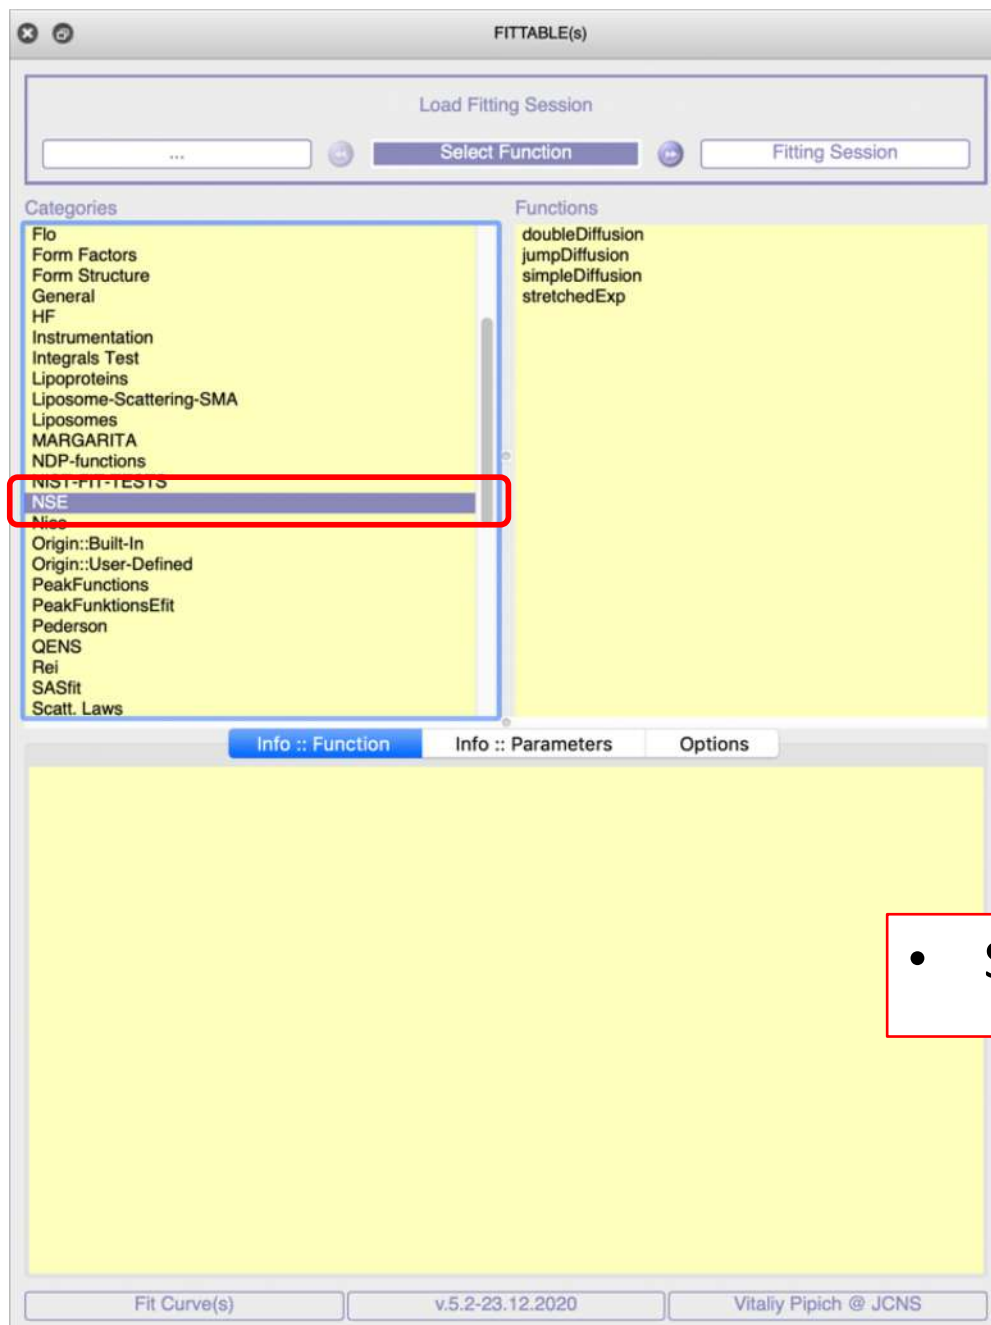 FITTABLE(s)
Load Fitting Session
... Select Function Fitting Session
Categories
Flo
Form Factors
Form Structure
General
HF
Instrumentation
Integrals Test
Lipoproteins
Liposome-Scattering-SMA
Liposomes
MARGARITA
NDP-functions
NIST-FIT-TESTS
NSE
Origin::Built-In
Origin::User-Defined
PeakFunctions
PeakFunktionsEfit
Pederson
QENS
Rei
SASfit
Scatt. Laws
Functions
doubleDiffusion
jumpDiffusion
simpleDiffusion
stretchedExp
Info :: Function Info :: Parameters Options
•
Fit Curve(s) v.5.2-23.12.2020 Vitaliy Pipich @ JCNS